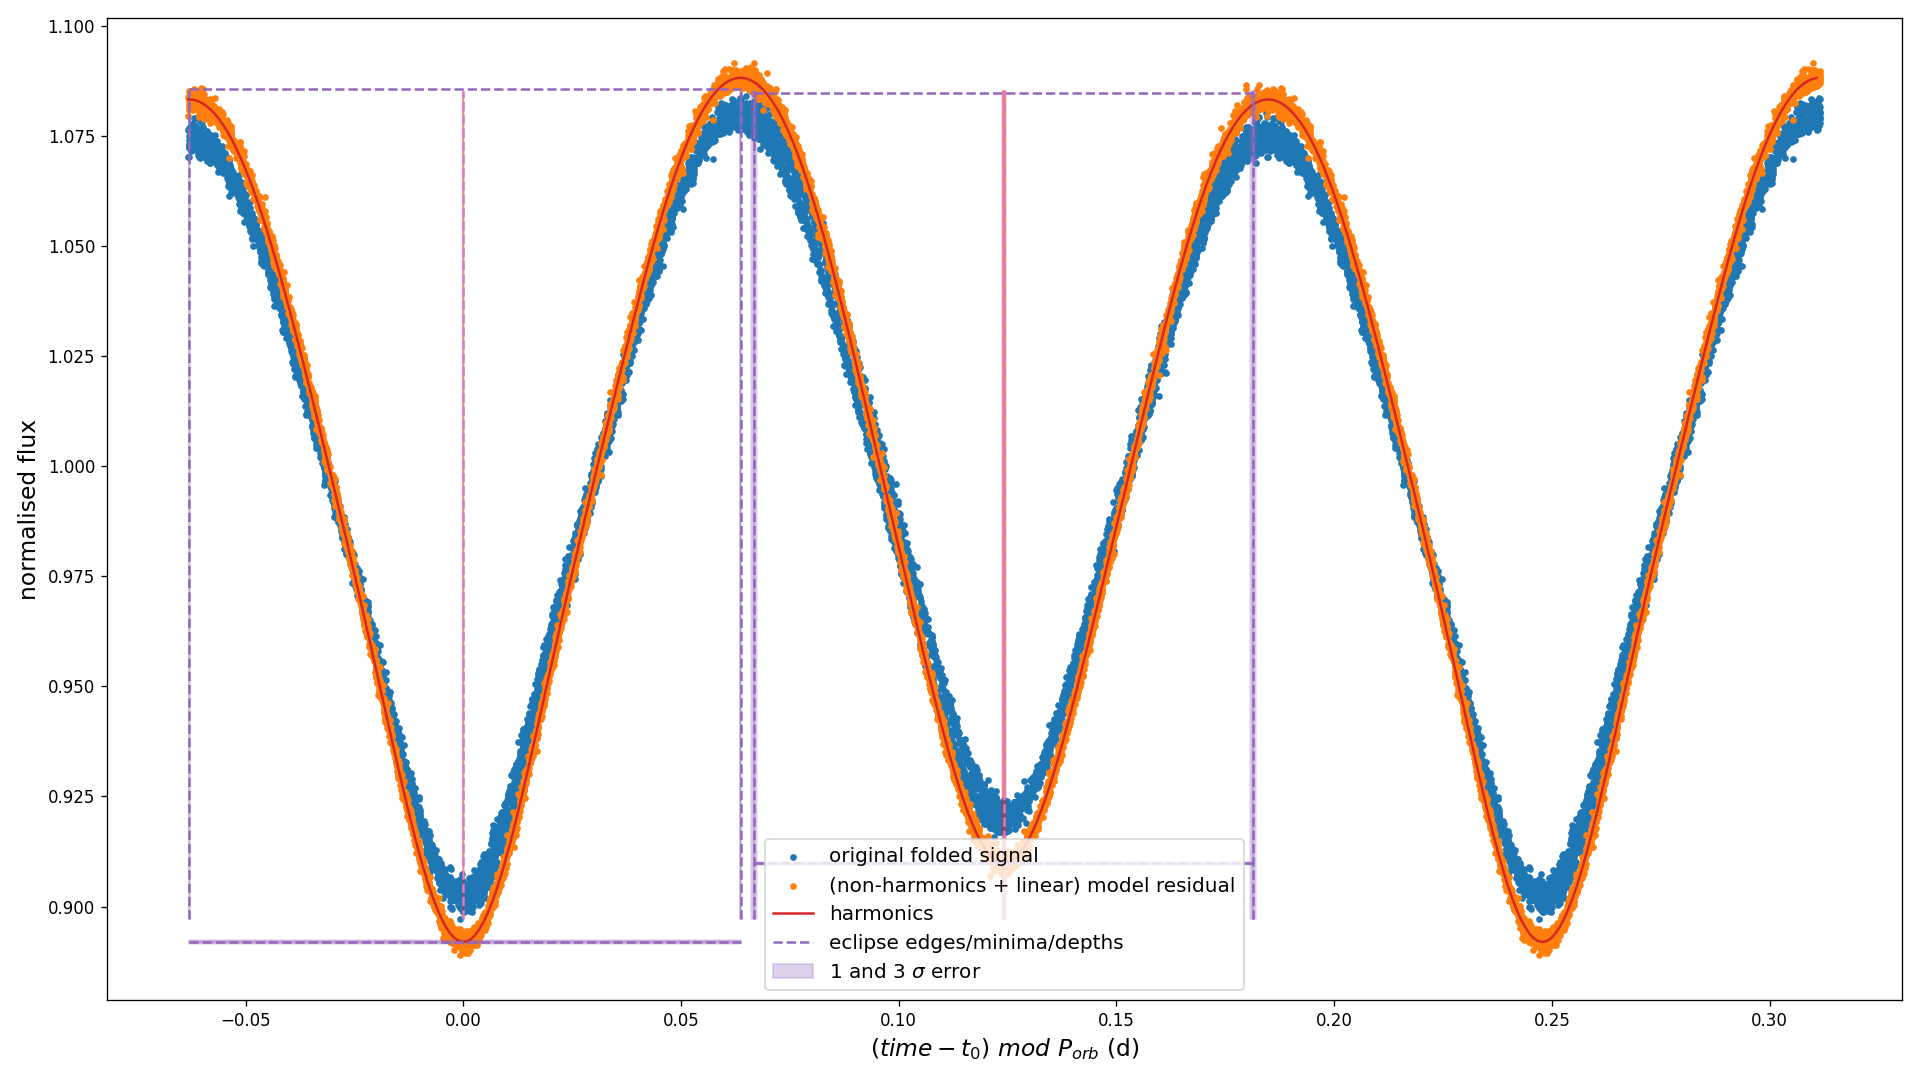 1.100
1.075
1.050
1.025
1.000
0.975
0.950
0.925
0.900
normalised flux
original folded signal
(non-harmonics + linear) model residual
harmonics
eclipse edges/minima/depths
1 and 3 σ error
−0.05 0.00 0.05 0.10 0.15 0.20 0.25 0.30
(time − t₀) mod Pₒᵣb (d)